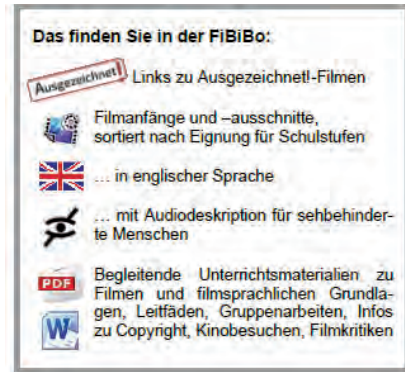 Das finden Sie in der FiBiBo:
Ausgezeichnet! Links zu Ausgezeichnet!-Filmen
Filmanfänge und –ausschnitte,
sortiert nach Eignung für Schulstufen
… in englischer Sprache
… mit Audiodeskription für sehbehinder-
te Menschen
PDF Begleitende Unterrichtsmaterialien zu
Filmen und filmsprachlichen Grundla-
W gen, Leitfäden, Gruppenarbeiten, Infos
zu Copyright, Kinobesuchen, Filmkritiken